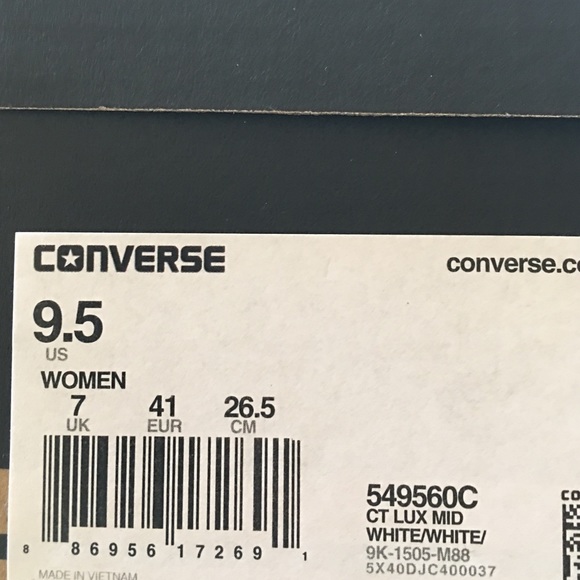 CONVERSE
converse.c
9.5
US
WOMEN
7 41 26.5
UK EUR CM
549560C
CT LUX MID
WHITE/WHITE/
9K-1505-M88
5X40DJC400037
8 86956 17269 1
MADE IN VIETNAM